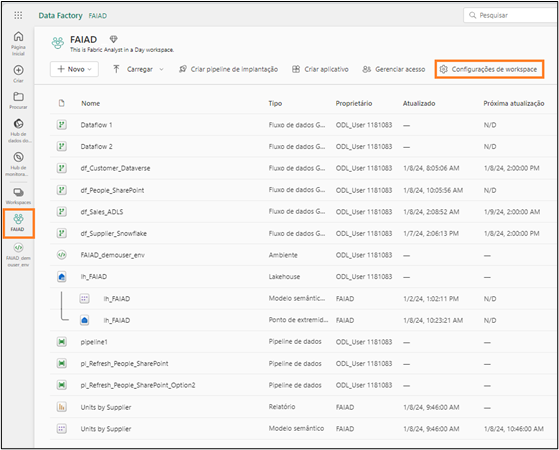 Data Factory FAIAD
Pesquisar
Página inicial
Criar
Procurar
Hub de dados do...
Hub de monitora...
Workspaces
FAIAD
FAIAD_demouser_env
FAIAD
This is Fabric Analyst in a Day workspace.
+ Novo Carregar Criar pipeline de implantação Criar aplicativo Gerenciar acesso Configurações de workspace
Nome Tipo Proprietário Atualizado Próxima atualização
Dataflow 1 Fluxo de dados G... ODL_User 1181083 — N/D
Dataflow 2 Fluxo de dados G... ODL_User 1181083 — N/D
df_Customer_Dataverse Fluxo de dados G... ODL_User 1181083 1/8/24, 8:05:06 AM 1/8/24, 2:00:00 PM
df_People_SharePoint Fluxo de dados G... ODL_User 1181083 1/8/24, 10:05:56 AM N/D
df_Sales_ADLS Fluxo de dados G... ODL_User 1181083 1/8/24, 2:08:52 AM 1/9/24, 2:00:00 AM
df_Supplier_Snowflake Fluxo de dados G... ODL_User 1181083 1/7/24, 2:06:13 PM 1/8/24, 2:00:00 PM
FAIAD_demouser_env Ambiente ODL_User 1181083 — —
lh_FAIAD Lakehouse ODL_User 1181083 — —
lh_FAIAD Modelo semântic... FAIAD 1/2/24, 1:02:11 PM N/D
lh_FAIAD Ponto de extremid... FAIAD 1/8/24, 10:23:21 AM N/D
pipeline1 Pipeline de dados ODL_User 1181083 — —
pl_Refresh_People_SharePoint Pipeline de dados ODL_User 1181083 — —
pl_Refresh_People_SharePoint_Option2 Pipeline de dados ODL_User 1181083 — —
Units by Supplier Relatório FAIAD 1/8/24, 9:46:00 AM —
Units by Supplier Modelo semântico FAIAD 1/8/24, 9:46:00 AM 1/8/24, 10:46:00 AM